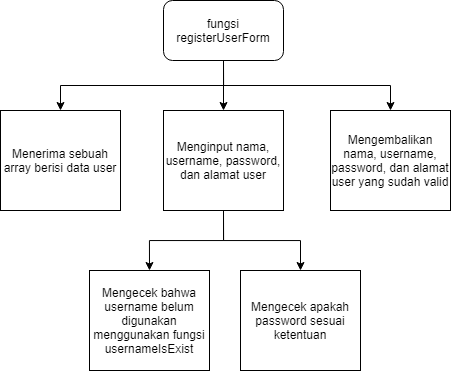 fungsi
registerUserForm
Menerima sebuah
array berisi data user
Menginput nama,
username, password,
dan alamat user
Mengembalikan
nama, username,
password, dan alamat
user yang sudah valid
Mengecek bahwa
username belum
digunakan
menggunakan fungsi
usernameIsExist
Mengecek apakah
password sesuai
ketentuan